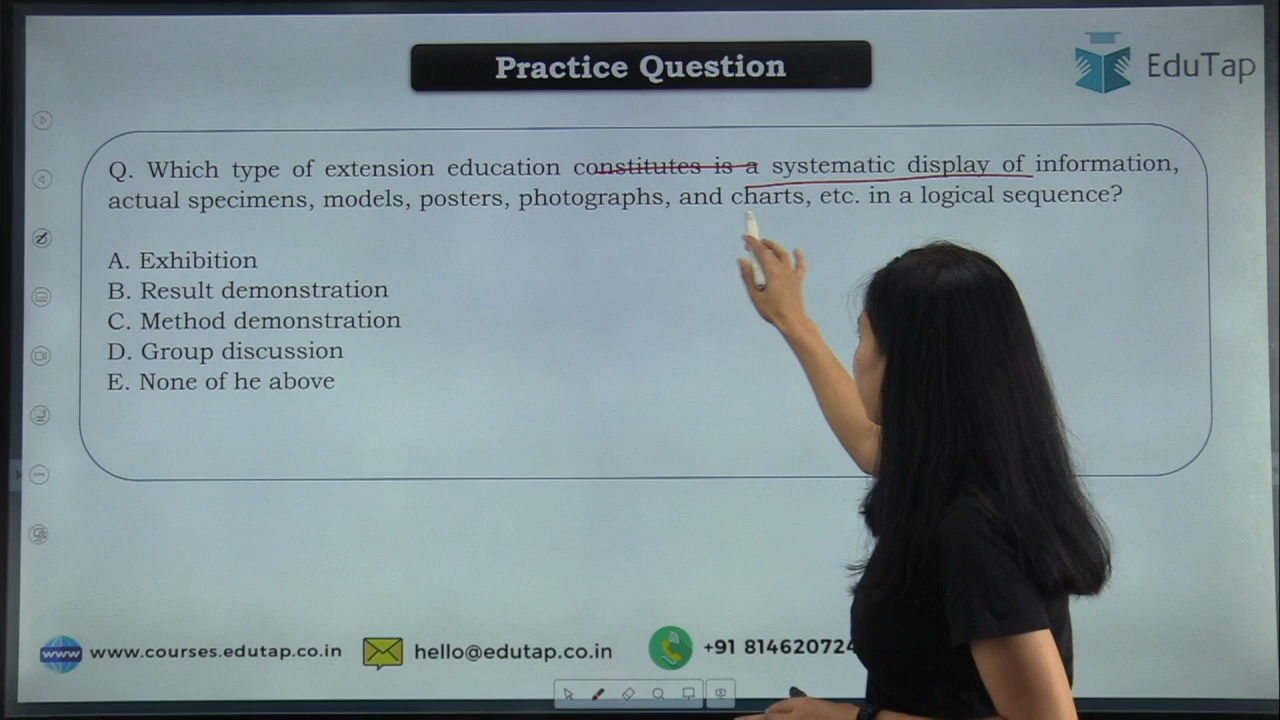 Practice Question
EduTap
Q. Which type of extension education constitutes is a systematic display of information,
actual specimens, models, posters, photographs, and charts, etc. in a logical sequence?
A. Exhibition
B. Result demonstration
C. Method demonstration
D. Group discussion
E. None of he above
www
www.courses.edutap.co.in
hello@edutap.co.in
+91 814620724